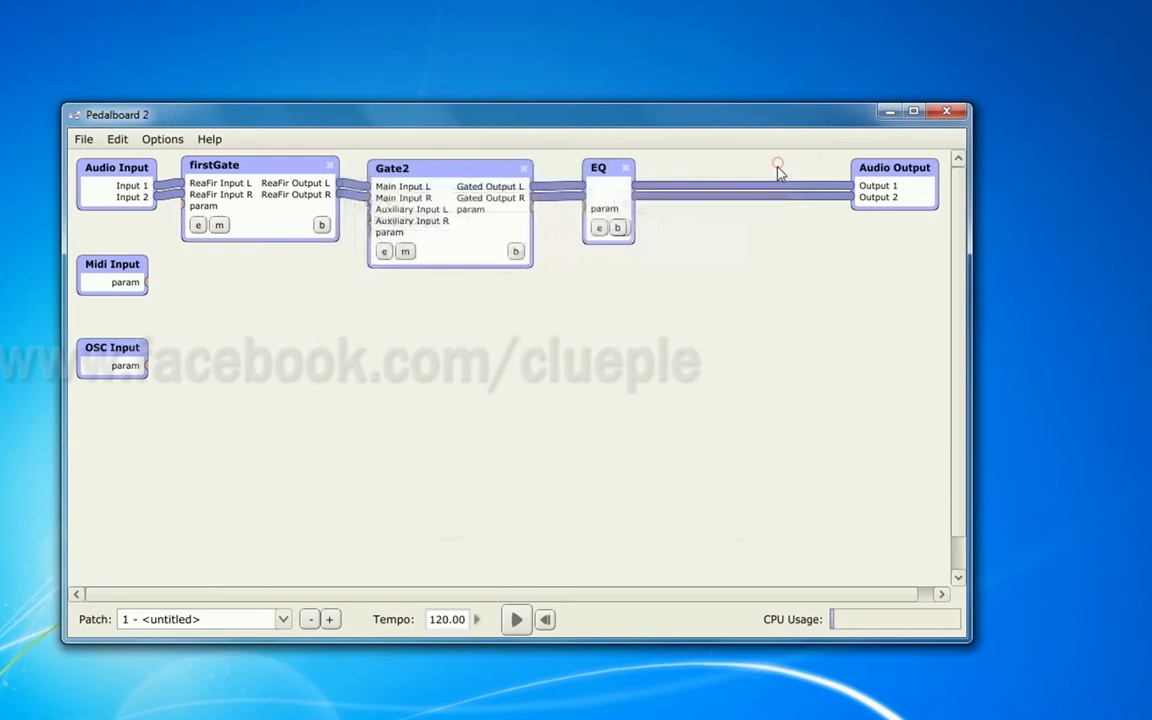 Pedalboard 2
File Edit Options Help
Audio Input
Input 1
Input 2
firstGate
ReaFir Input L ReaFir Output L
ReaFir Input R ReaFir Output R
param
e m b
Gate2
Main Input L Gated Output L
Main Input R Gated Output R
Auxiliary Input L param
Auxiliary Input R
param
e m b
EQ
param
e b
Audio Output
Output 1
Output 2
Midi Input
param
OSC Input
param
www.facebook.com/clueple
Patch: 1 - <untitled> - + Tempo: 120.00 CPU Usage: